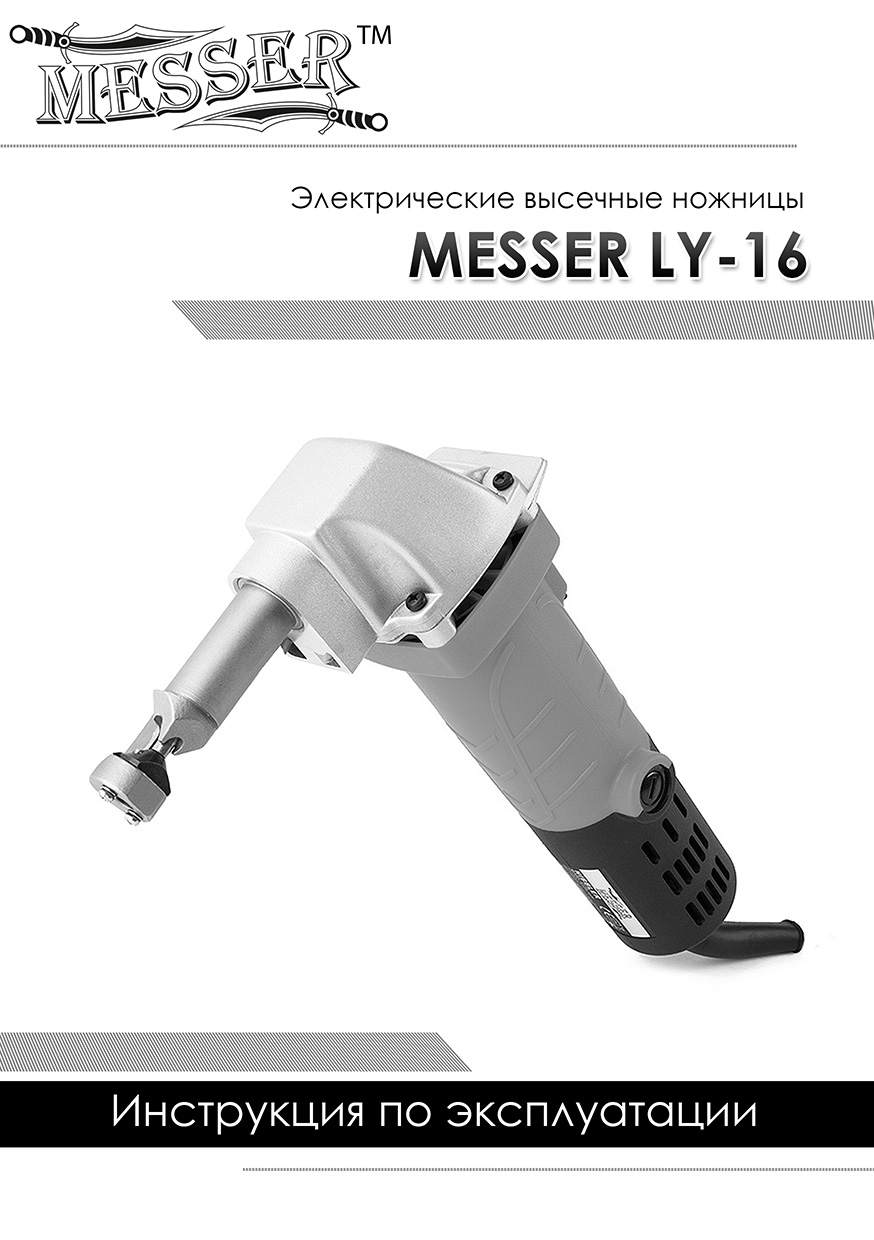 MESSER™
Электрические высечные ножницы
MESSER LY-16
Инструкция по эксплуатации